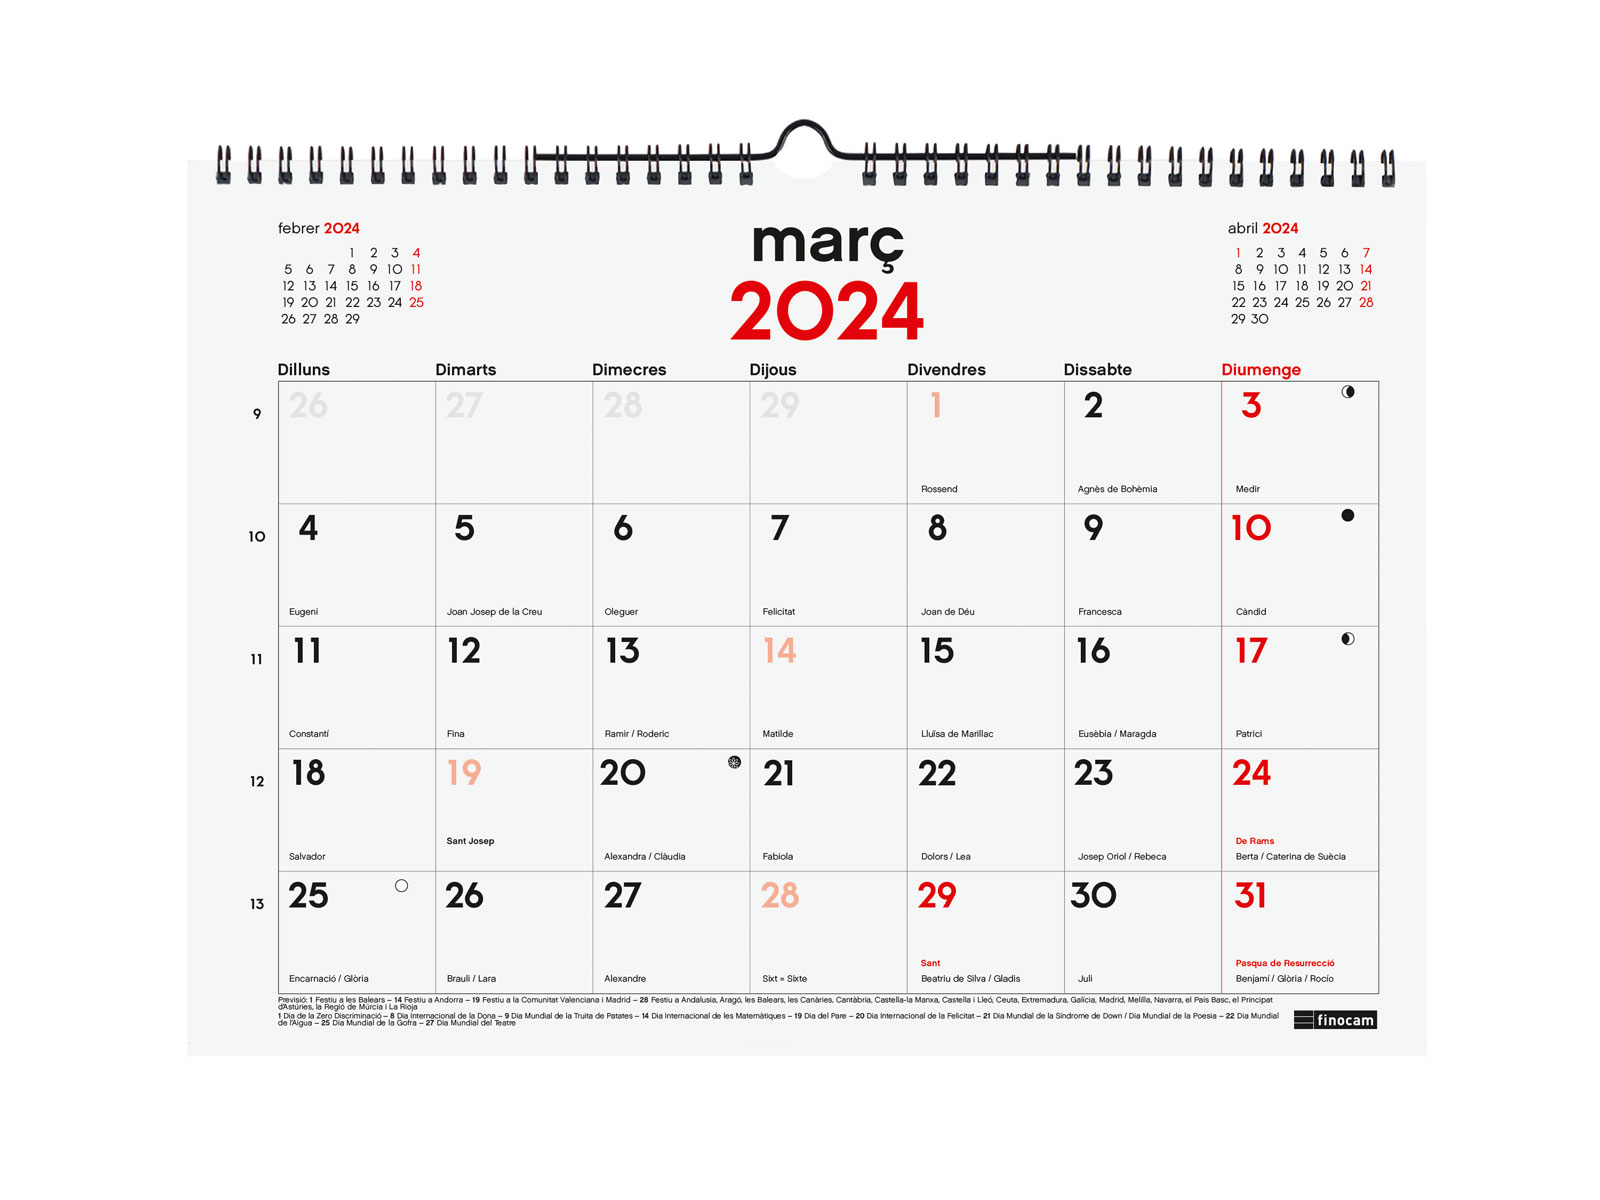 febrer 2024
1 2 3 4
5 6 7 8 9 10 11
12 13 14 15 16 17 18
19 20 21 22 23 24 25
26 27 28 29
març
2024
abril 2024
1 2 3 4 5 6 7
8 9 10 11 12 13 14
15 16 17 18 19 20 21
22 23 24 25 26 27 28
29 30
Dilluns Dimarts Dimecres Dijous Divendres Dissabte Diumenge
9 26 27 28 29 1 2 3
Rossend Agnès de Bohèmia Medir
10 4 5 6 7 8 9 10
Eugeni Joan Josep de la Creu Oleguer Felicitat Joan de Déu Francesca Càndid
11 11 12 13 14 15 16 17
Constantí Fina Ramir / Roderic Matilde Lluïsa de Marillac Eusèbia / Maragda Patrici
12 18 19 20 21 22 23 24
Sant Josep De Rams
Salvador Alexandra / Clàudia Fabiola Dolors / Lea Josep Oriol / Rebeca Berta / Caterina de Suècia
13 25 26 27 28 29 30 31
Sant Pasqua de Resurrecció
Encarnació / Glòria Brauli / Lara Alexandre Sixt = Sixte Beatriu de Silva / Gladis Juli Benjamí / Glòria / Rocío
Previsió: 1 Festiu a les Balears – 14 Festiu a Andorra – 19 Festiu a la Comunitat Valenciana i Madrid – 28 Festiu a Andalusia, Aragó, les Balears, les Canàries, Cantàbria, Castella-la Manxa, Castella i Lleó, Ceuta, Extremadura, Galícia, Madrid, Melilla, Navarra, el País Basc, el Principat
d'Astúries, la Regió de Múrcia i La Rioja
1 Dia de la Zero Discriminació – 8 Dia Internacional de la Dona – 9 Dia Mundial de la Truita de Patates – 14 Dia Internacional de les Matemàtiques – 19 Dia del Pare – 20 Dia Internacional de la Felicitat – 21 Dia Mundial de la Síndrome de Down / Dia Mundial de la Poesia – 22 Dia Mundial
de l'Aigua – 25 Dia Mundial de la Gofra – 27 Dia Mundial del Teatre
finocam